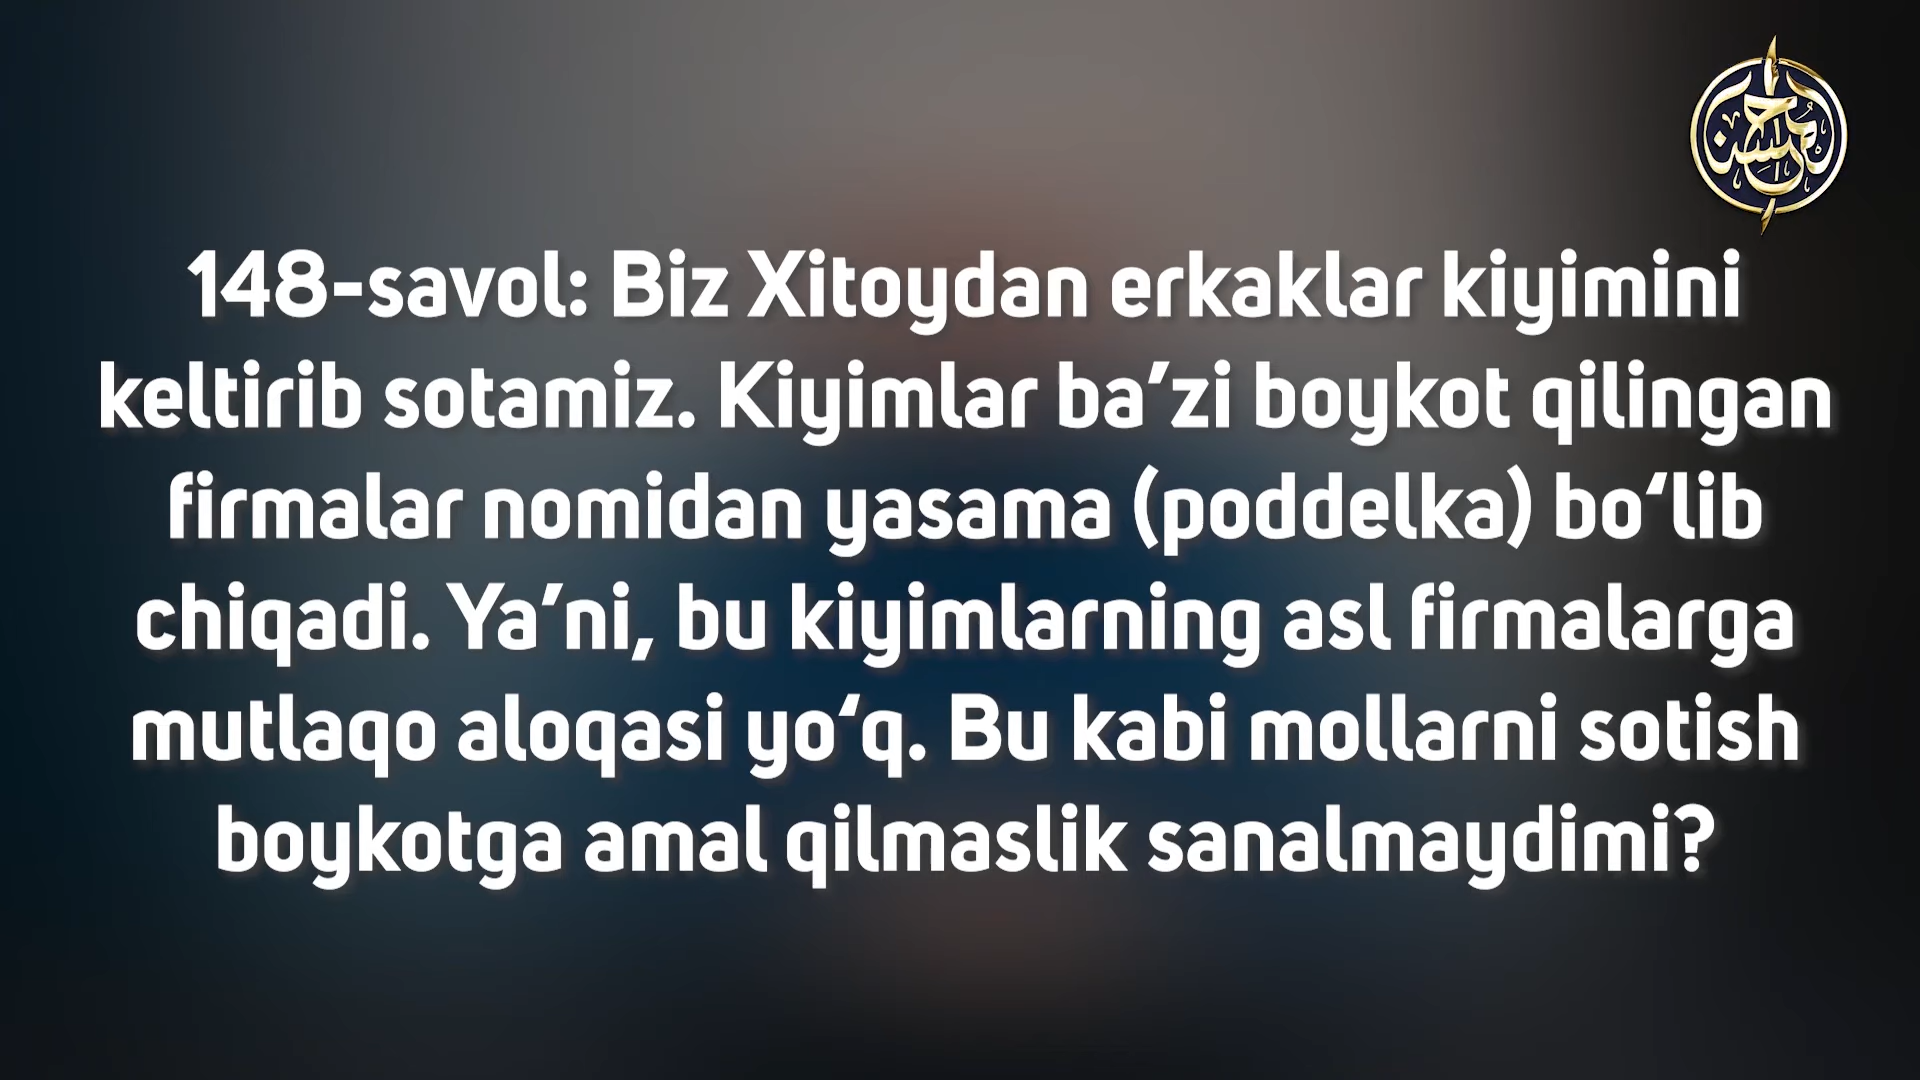 148-savol: Biz Xitoydan erkaklar kiyimini
keltirib sotamiz. Kiyimlar ba’zi boykot qilingan
firmalar nomidan yasama (poddelka) bo‘lib
chiqadi. Ya’ni, bu kiyimlarning asl firmalarga
mutlaqo aloqasi yo‘q. Bu kabi mollarni sotish
boykotga amal qilmaslik sanalmaydimi?